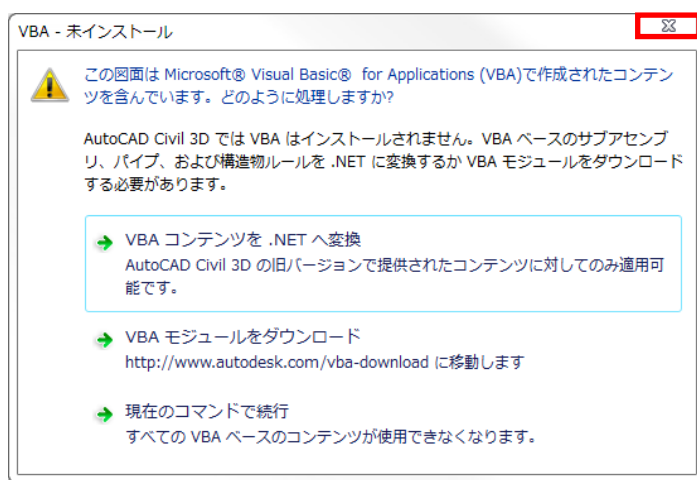 VBA - 未インストール
この図面は Microsoft® Visual Basic® for Applications (VBA)で作成されたコンテン
ツを含んでいます。どのように処理しますか?
AutoCAD Civil 3D では VBA はインストールされません。VBA ベースのサブアセンブ
リ、パイプ、および構造物ルールを .NET に変換するか VBA モジュールをダウンロード
する必要があります。
VBA コンテンツを .NET へ変換
AutoCAD Civil 3D の旧バージョンで提供されたコンテンツに対してのみ適用可
能です。
VBA モジュールをダウンロード
http://www.autodesk.com/vba-download に移動します
現在のコマンドで続行
すべての VBA ベースのコンテンツが使用できなくなります。